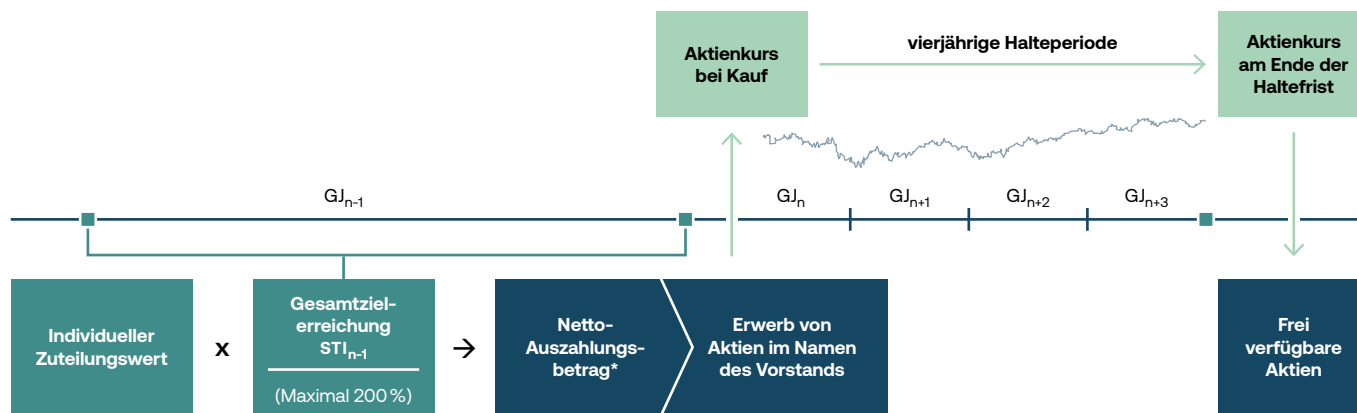 Aktienkurs
bei Kauf
vierjährige Halteperiode
Aktienkurs
am Ende der
Haltefrist
GJn-1
GJn
GJn+1
GJn+2
GJn+3
Individueller
Zuteilungswert
x
Gesamtziel-
erreichung
STIn-1
(Maximal 200 %)
→
Netto-
Auszahlungs-
betrag*
Erwerb von
Aktien im Namen
des Vorstands
Frei
verfügbare
Aktien